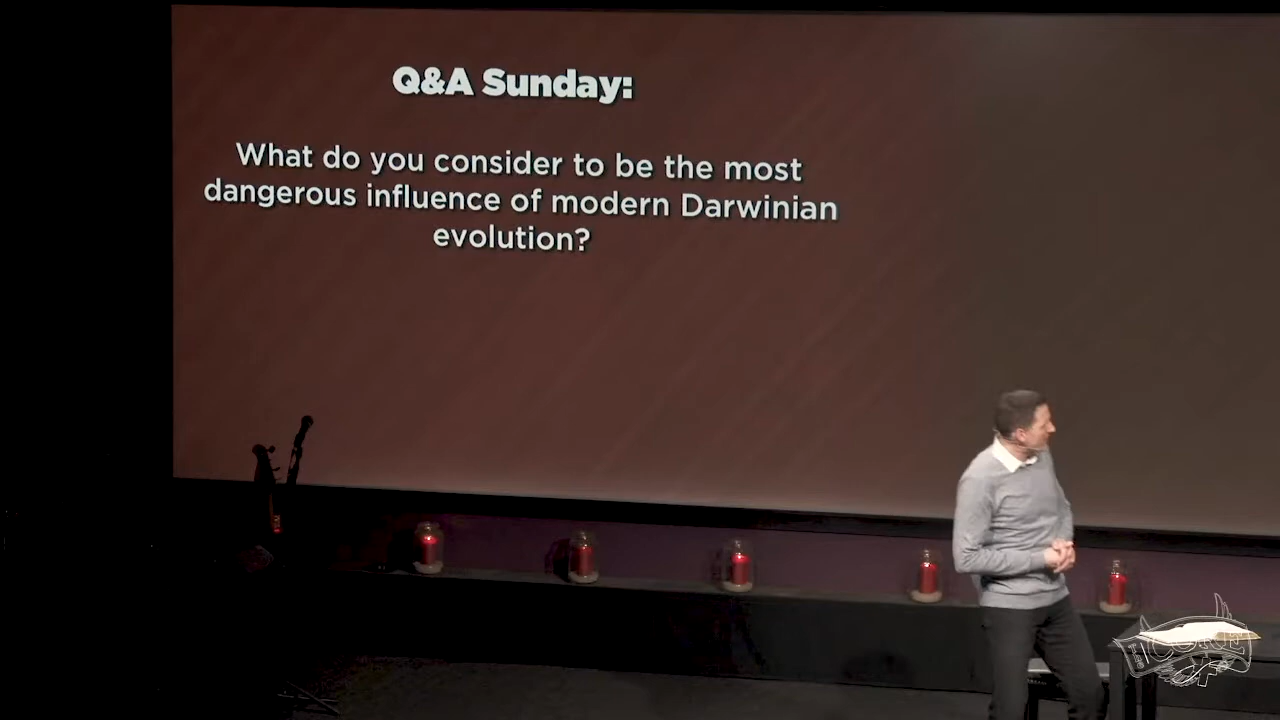 Q&A Sunday:
What do you consider to be the most
dangerous influence of modern Darwinian
evolution?